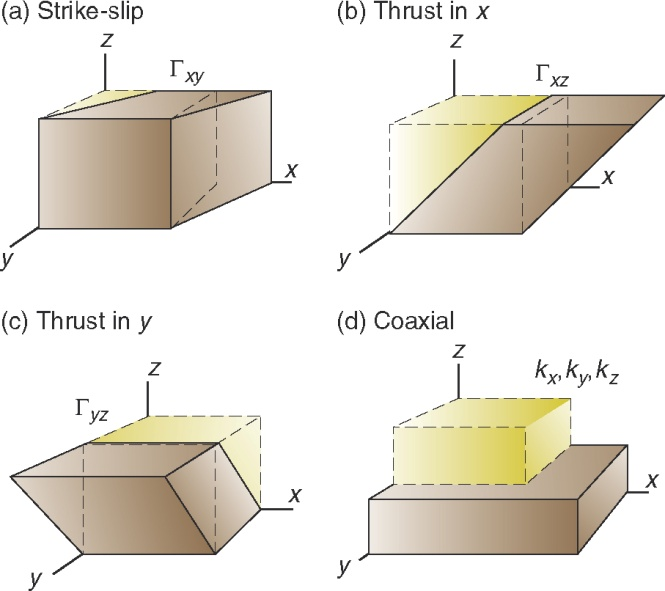 (a) Strike-slip
z
Γxy
x
y
(b) Thrust in x
z
Γxz
x
y
(c) Thrust in y
z
Γyz
x
y
(d) Coaxial
z
kx, ky, kz
x
y